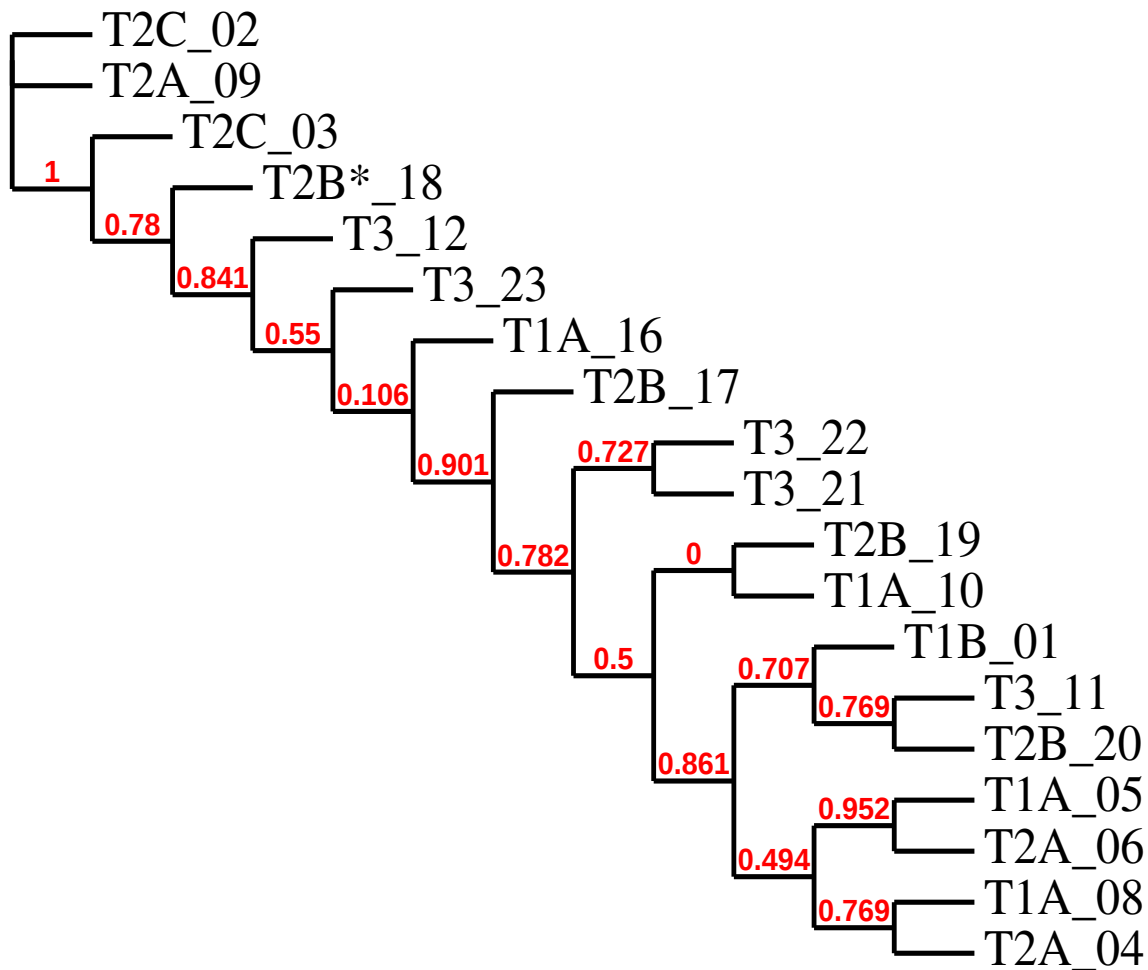 T2C_02
T2A_09
T2C_03
1
T2B*_18
0.78
T3_12
0.841
T3_23
0.55
T1A_16
0.106
T2B_17
0.901
T3_22
0.727
T3_21
0.782
T2B_19
0
T1A_10
0.5
T1B_01
0.707
T3_11
0.769
T2B_20
0.861
T1A_05
0.952
T2A_06
0.494
T1A_08
0.769
T2A_04